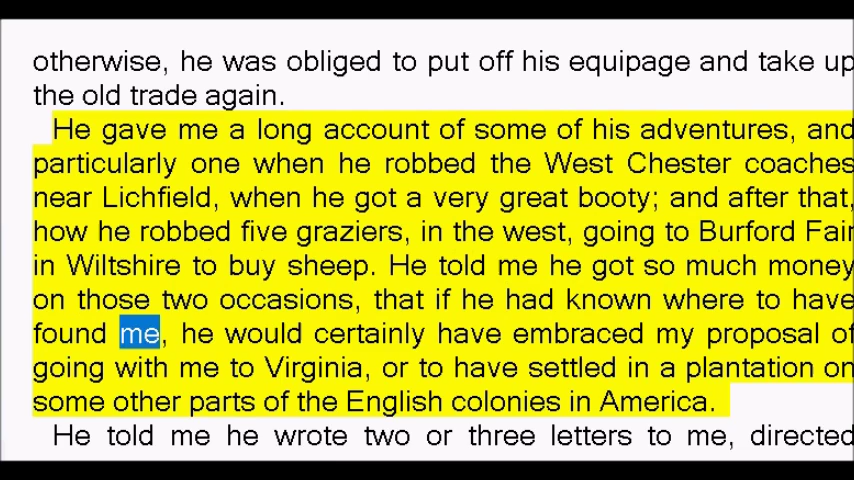 otherwise, he was obliged to put off his equipage and take up
the old trade again.
He gave me a long account of some of his adventures, and
particularly one when he robbed the West Chester coaches
near Lichfield, when he got a very great booty; and after that,
how he robbed five graziers, in the west, going to Burford Fair
in Wiltshire to buy sheep. He told me he got so much money
on those two occasions, that if he had known where to have
found me, he would certainly have embraced my proposal of
going with me to Virginia, or to have settled in a plantation on
some other parts of the English colonies in America.
He told me he wrote two or three letters to me, directed